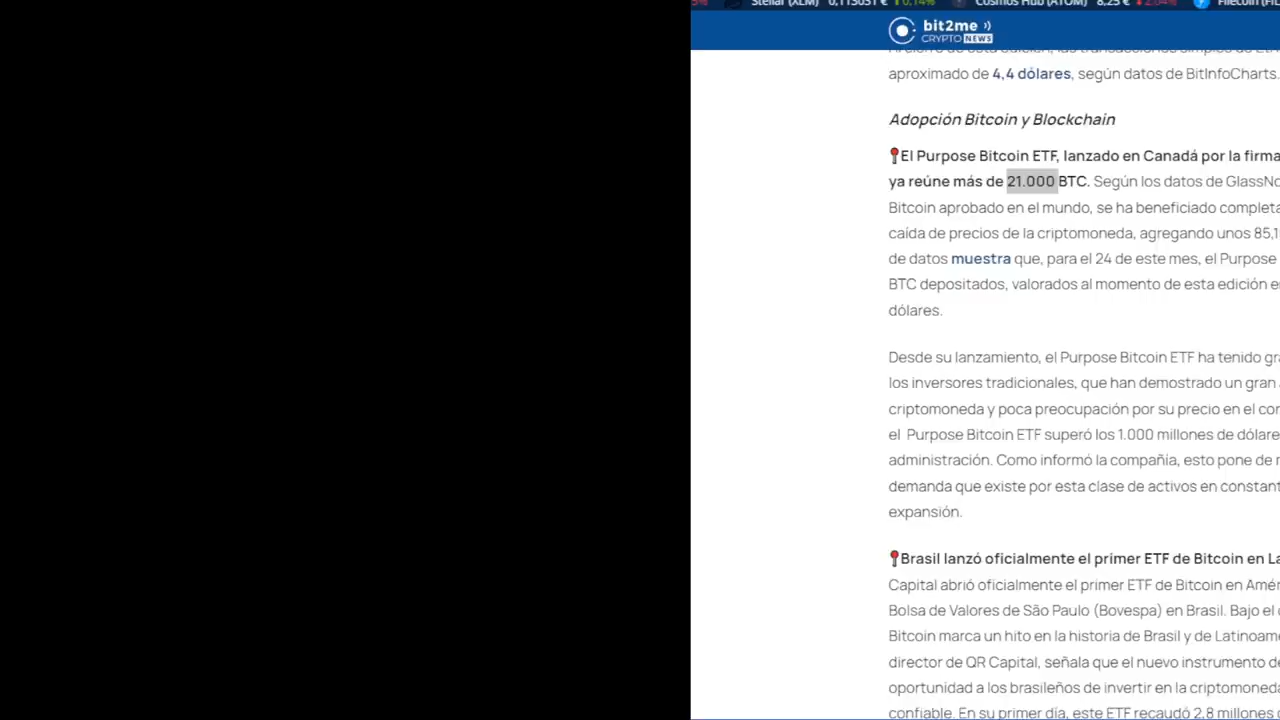 Stellar (XLM) 0,113051 € 0,14% Cosmos Hub (ATOM) 8,25 € 2,04%
bit2me
CRYPTO NEWS
aproximado de 4,4 dólares, según datos de BitInfoCharts.
Adopción Bitcoin y Blockchain
El Purpose Bitcoin ETF, lanzado en Canadá por la firma
ya reúne más de 21.000 BTC. Según los datos de GlassNo
Bitcoin aprobado en el mundo, se ha beneficiado completa
caída de precios de la criptomoneda, agregando unos 85,1
de datos muestra que, para el 24 de este mes, el Purpose
BTC depositados, valorados al momento de esta edición e
dólares.
Desde su lanzamiento, el Purpose Bitcoin ETF ha tenido gra
los inversores tradicionales, que han demostrado un gran
criptomoneda y poca preocupación por su precio en el cor
el Purpose Bitcoin ETF superó los 1.000 millones de dólare
administración. Como informó la compañía, esto pone de
demanda que existe por esta clase de activos en constant
expansión.
Brasil lanzó oficialmente el primer ETF de Bitcoin en La
Capital abrió oficialmente el primer ETF de Bitcoin en Amé
Bolsa de Valores de São Paulo (Bovespa) en Brasil. Bajo el
Bitcoin marca un hito en la historia de Brasil y de Latinoam
director de QR Capital, señala que el nuevo instrumento de
oportunidad a los brasileños de invertir en la criptomoneda
confiable. En su primer día, este ETF recaudó 2,8 millones